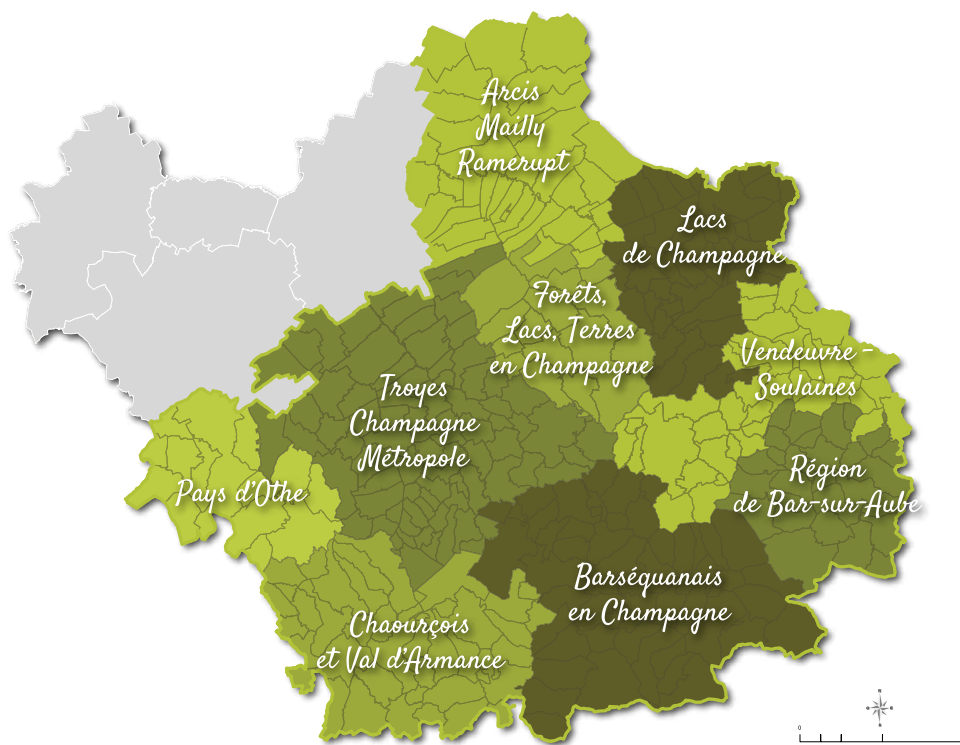 Arcis
Mailly
Ramerupt
Lacs
de Champagne
Forêts,
Lacs, Terres
en Champagne
Vendeuvre -
Soulaines
Troyes
Champagne
Métropole
Région
de Bar-sur-Aube
Pays d'Othe
Barséquanais
en Champagne
Chaourçois
et Val d'Armance
0